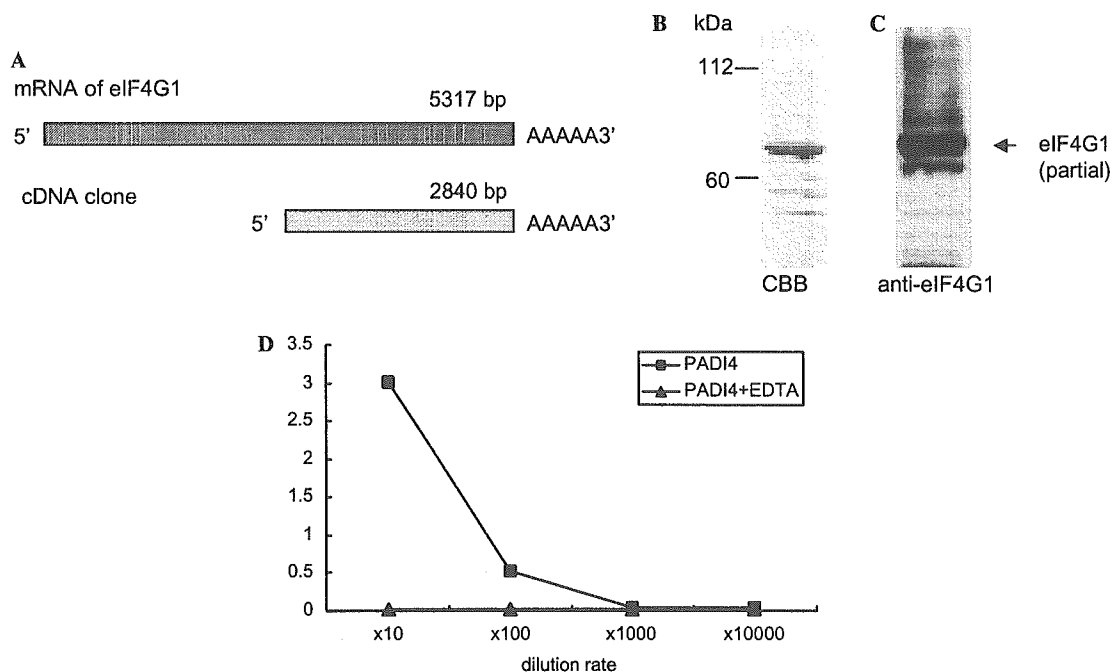 A
mRNA of eIF4G1
5317 bp
5’ AAAAA3’
cDNA clone
2840 bp
5’ AAAAA3’
B kDa
112
60
CBB
C
eIF4G1
(partial)
anti-eIF4G1
D
3.5
3
2.5
2
1.5
1
0.5
0
x10 x100 x1000 x10000
dilution rate
PADI4
PADI4+EDTA